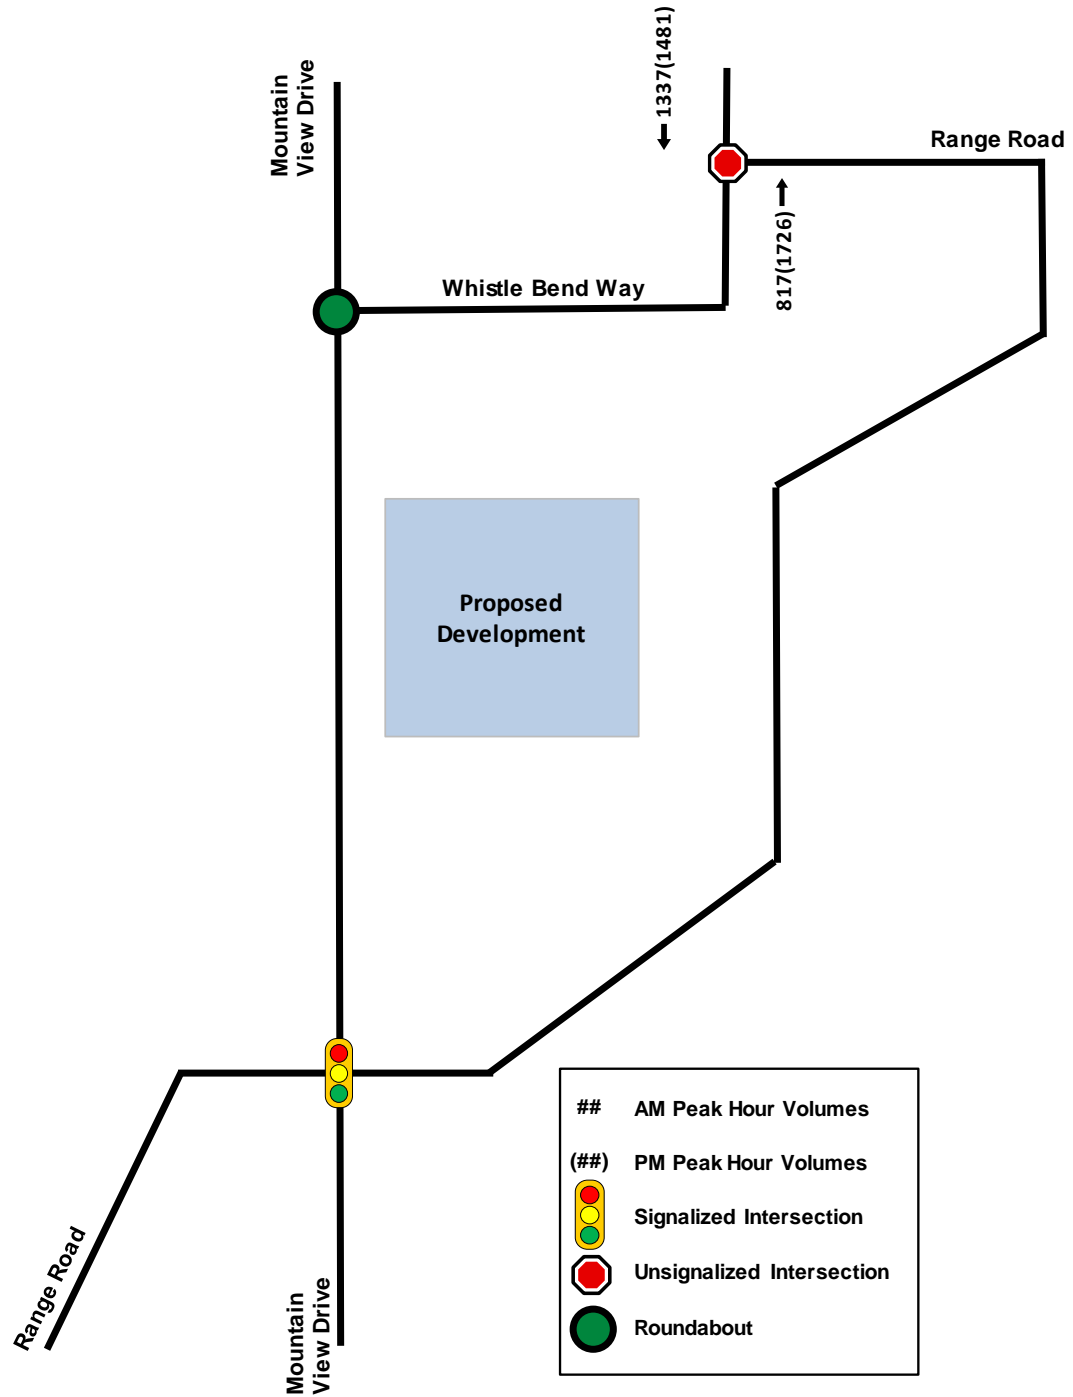 1337(1481)
Mountain
View Drive
Range Road
817(1726)
Whistle Bend Way
Proposed
Development
## AM Peak Hour Volumes
(##) PM Peak Hour Volumes
Signalized Intersection
Unsignalized Intersection
Roundabout
Range Road
Mountain
View Drive